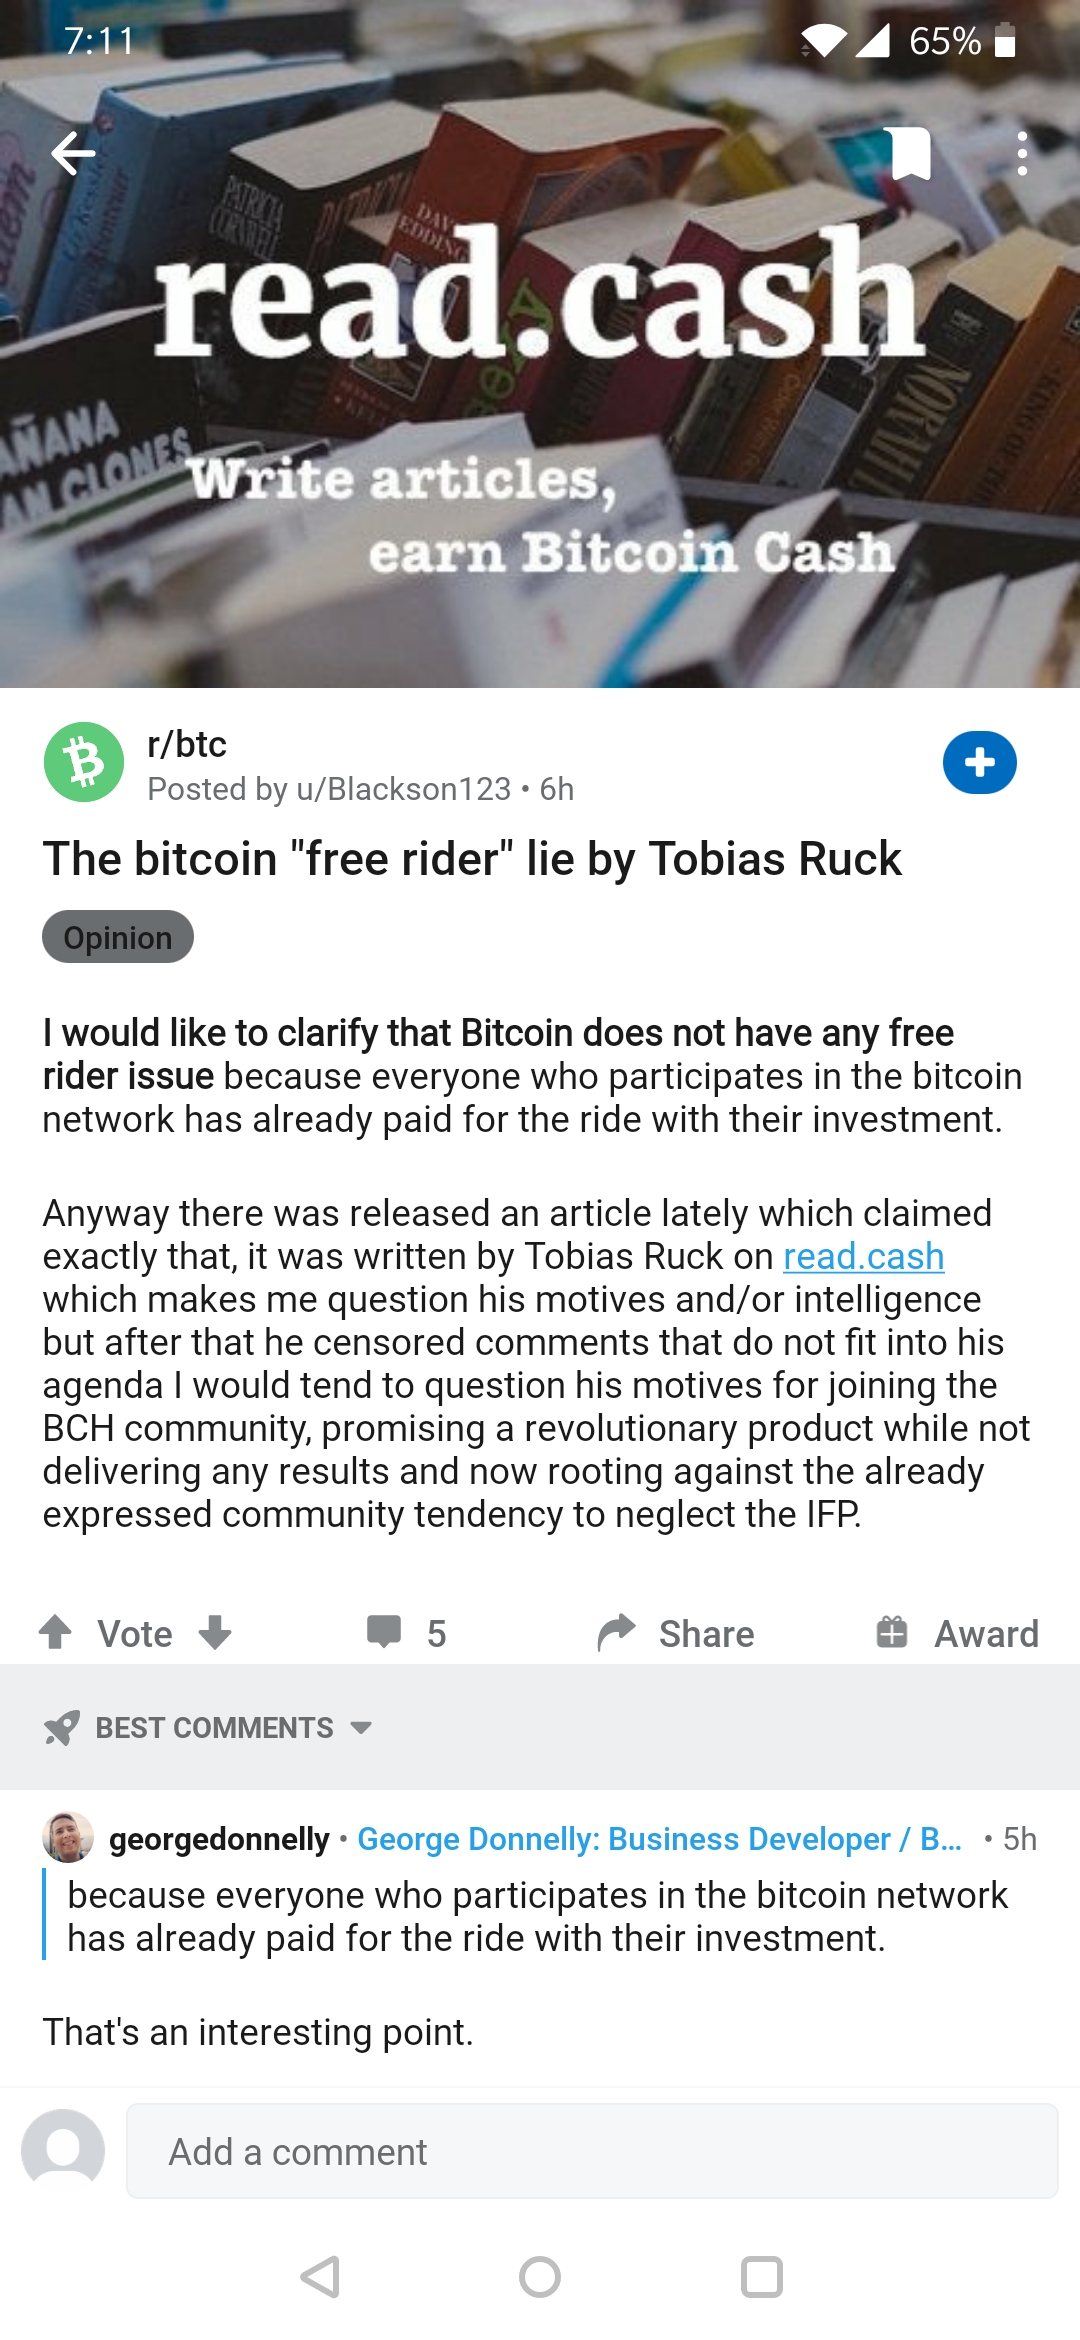 7:11
65%
PATRICIA
CORNWELL
read.cash
Write articles,
earn Bitcoin Cash
r/btc
Posted by u/Blackson123 • 6h
The bitcoin "free rider" lie by Tobias Ruck
Opinion
I would like to clarify that Bitcoin does not have any free
rider issue because everyone who participates in the bitcoin
network has already paid for the ride with their investment.
Anyway there was released an article lately which claimed
exactly that, it was written by Tobias Ruck on read.cash
which makes me question his motives and/or intelligence
but after that he censored comments that do not fit into his
agenda I would tend to question his motives for joining the
BCH community, promising a revolutionary product while not
delivering any results and now rooting against the already
expressed community tendency to neglect the IFP.
Vote
5
Share
Award
BEST COMMENTS
georgedonnelly • George Donnelly: Business Developer / B... • 5h
because everyone who participates in the bitcoin network
has already paid for the ride with their investment.
That's an interesting point.
Add a comment